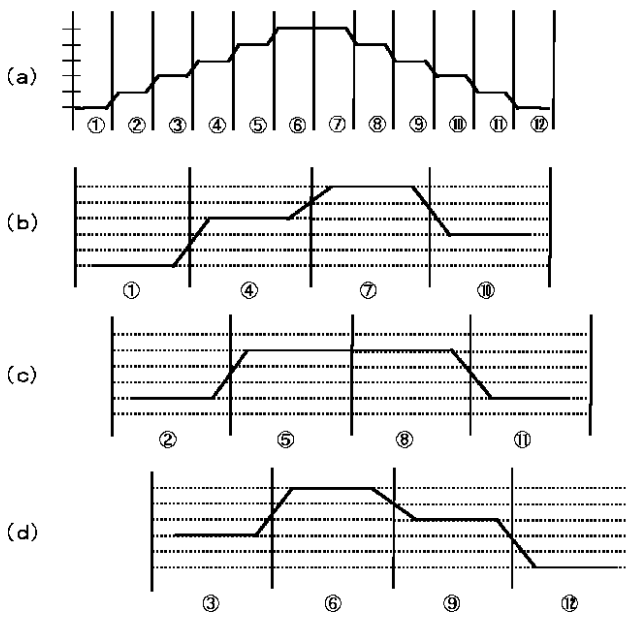 (a)
① ② ③ ④ ⑤ ⑥ ⑦ ⑧ ⑨ ⑩ ⑪ ⑫
(b)
① ④ ⑦ ⑩
(c)
② ⑤ ⑧ ⑪
(d)
③ ⑥ ⑨ ⑫